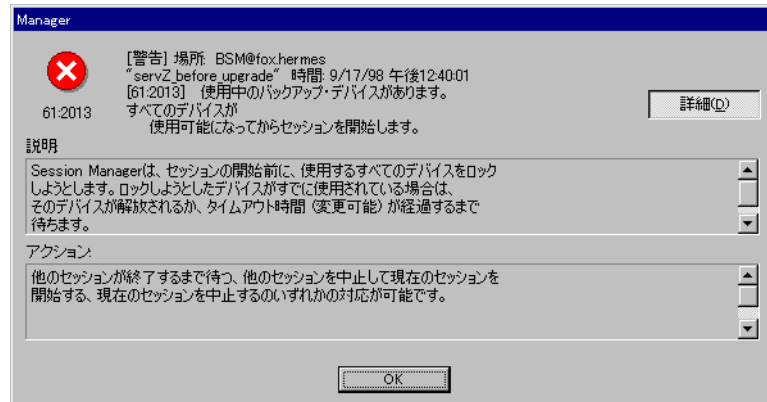 Manager
[警告] 場所: BSM@fox.hermes
"servZ_before_upgrade" 時間: 9/17/98 午後12:40:01
[61:2013] 使用中のバックアップ・デバイスがあります。
すべてのデバイスが
使用可能になってからセッションを開始します。
61:2013
詳細(D)
説明
Session Managerは、セッションの開始前に、使用するすべてのデバイスをロック
しようとします。ロックしようとしたデバイスがすでに使用されている場合は、
そのデバイスが解放されるか、タイムアウト時間 (変更可能) が経過するまで
待ちます。
アクション:
他のセッションが終了するまで待つ、他のセッションを中止して現在のセッションを
開始する、現在のセッションを中止するのいずれかの対応が可能です。
OK